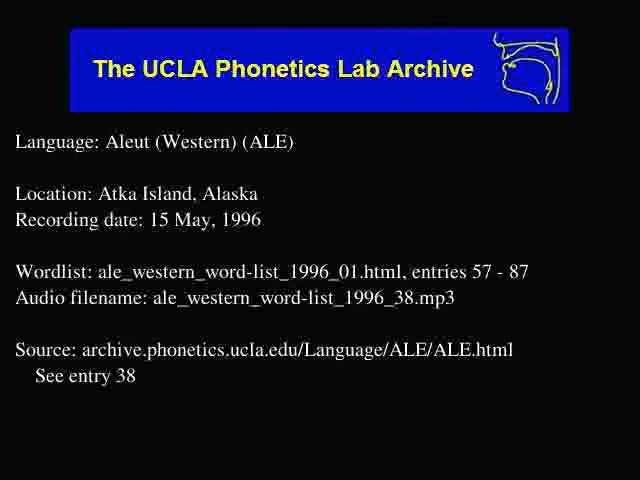 The UCLA Phonetics Lab Archive
Language: Aleut (Western) (ALE)
Location: Atka Island, Alaska
Recording date: 15 May, 1996
Wordlist: ale_western_word-list_1996_01.html, entries 57 - 87
Audio filename: ale_western_word-list_1996_38.mp3
Source: archive.phonetics.ucla.edu/Language/ALE/ALE.html
See entry 38